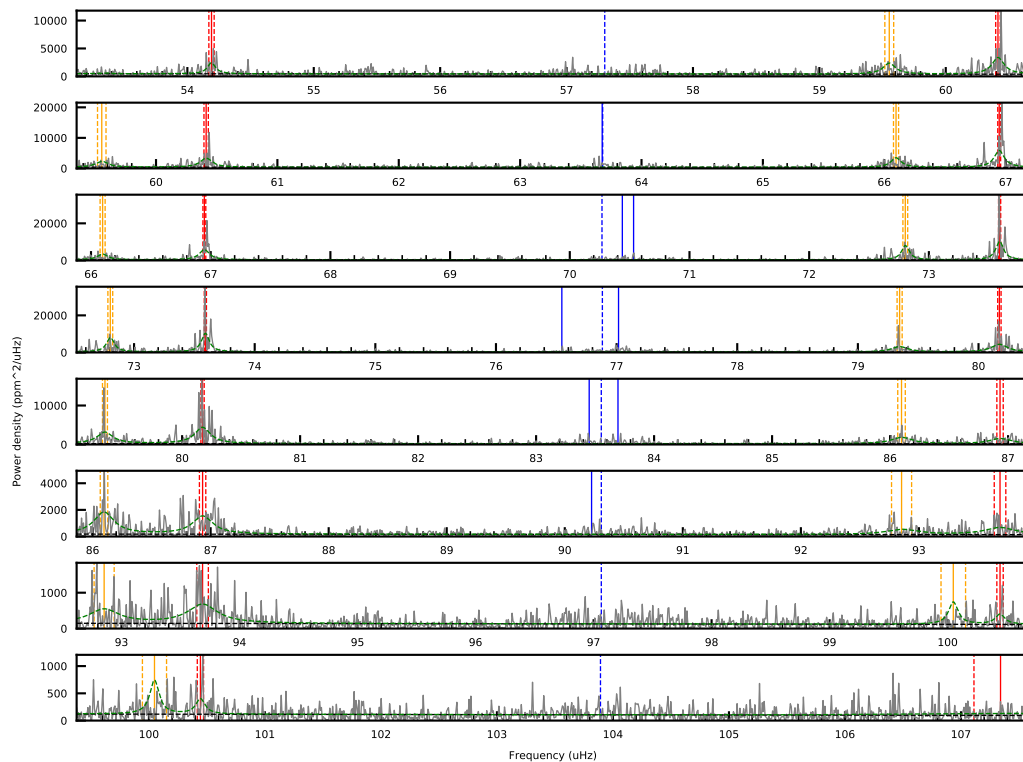 10000
5000
0
54 55 56 57 58 59 60
20000
10000
0
60 61 62 63 64 65 66 67
20000
0
66 67 68 69 70 71 72 73
20000
0
73 74 75 76 77 78 79 80
10000
0
80 81 82 83 84 85 86 87
4000
2000
0
86 87 88 89 90 91 92 93
1000
0
93 94 95 96 97 98 99 100
1000
500
0
100 101 102 103 104 105 106 107
Power density (ppm^2/uHz)
Frequency (uHz)